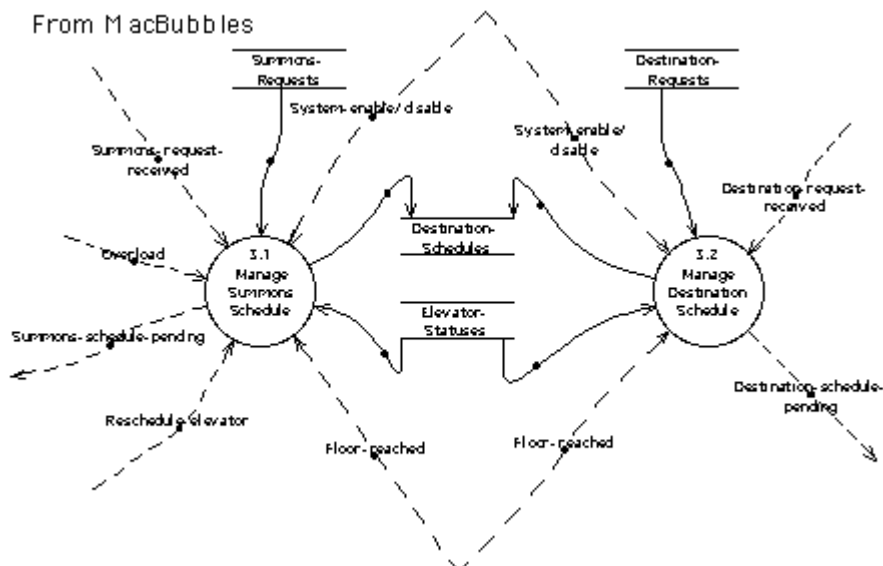 From MacBubbles
Summons-
Requests
Destination-
Requests
System-enable/disable
System-enable/
disable
Summons-request-
received
Destination-request-
received
Destination-
Schedules
Overload
3.1
Manage
Summons
Schedule
3.2
Manage
Destination
Schedule
Elevator-
Statuses
Summons-schedule-pending
Destination-schedule-
pending
Reschedule-elevator
Floor-reached
Floor-reached